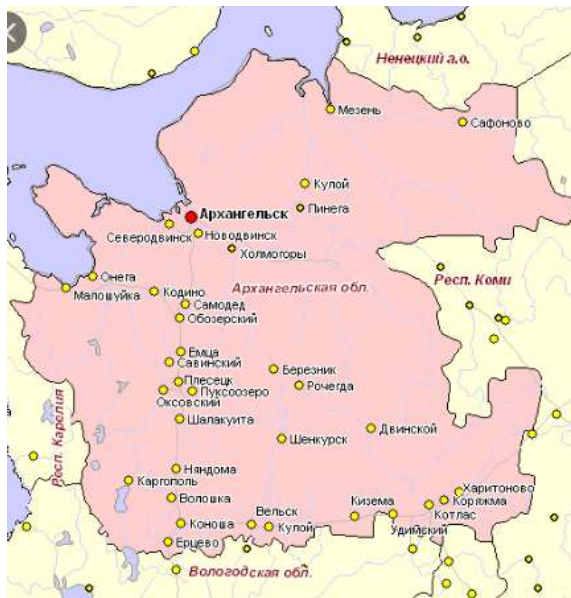 Ненецкий а.о.
Мезень
Сафоново
Кулой
Пинега
Архангельск
Северодвинск
Новодвинск
Холмогоры
Онега
Малошуйка
Кодино
Архангельская обл.
Респ. Коми
Самодед
Обозерский
Емца
Савинский
Березник
Плесецк
Пуксоозеро
Рочегда
Оксовский
Респ. Карелия
Шалакуита
Двинской
Шенкурск
Няндома
Каргополь
Волошка
Харитоново
Коряжма
Котлас
Кизема
Удимский
Вельск
Коноша
Кулой
Ерцево
Вологодская обл.